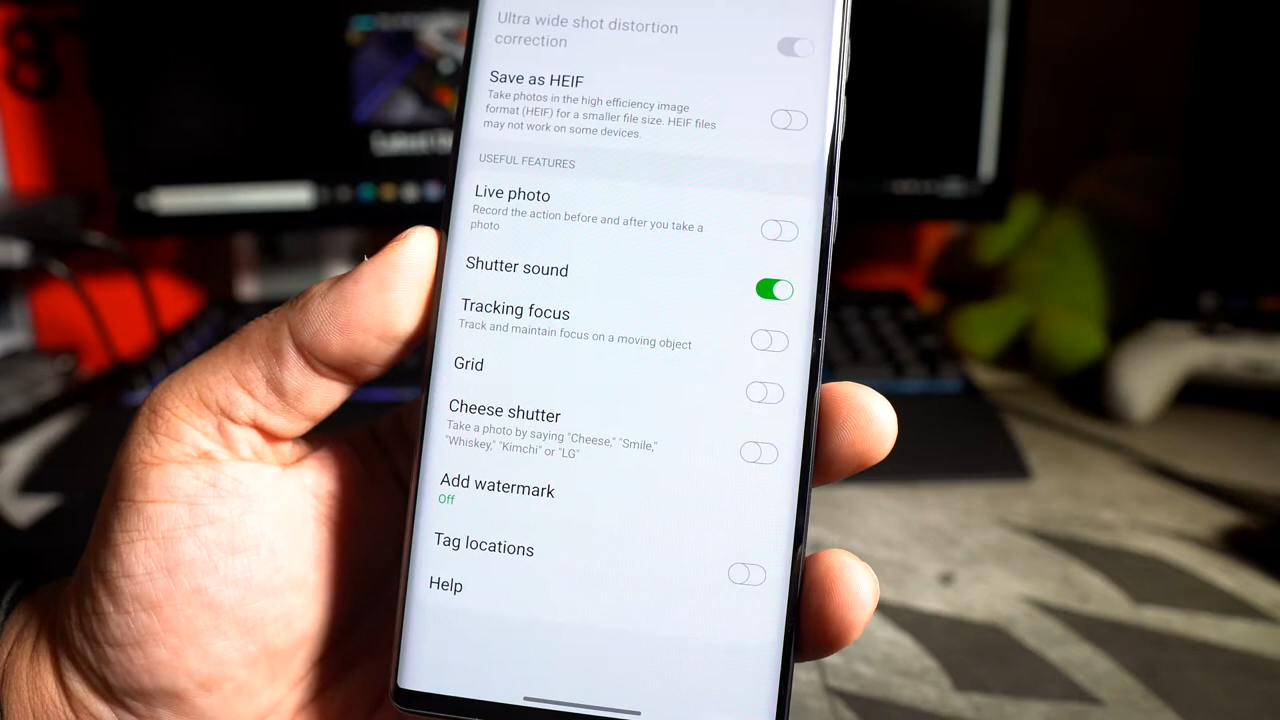 Ultra wide shot distortion
correction
Save as HEIF
Take photos in the high efficiency image
format (HEIF) for a smaller file size. HEIF files
may not work on some devices.
USEFUL FEATURES
Live photo
Record the action before and after you take a
photo
Shutter sound
Tracking focus
Track and maintain focus on a moving object
Grid
Cheese shutter
Take a photo by saying "Cheese," "Smile,"
"Whiskey," "Kimchi" or "LG"
Add watermark
Off
Tag locations
Help
8